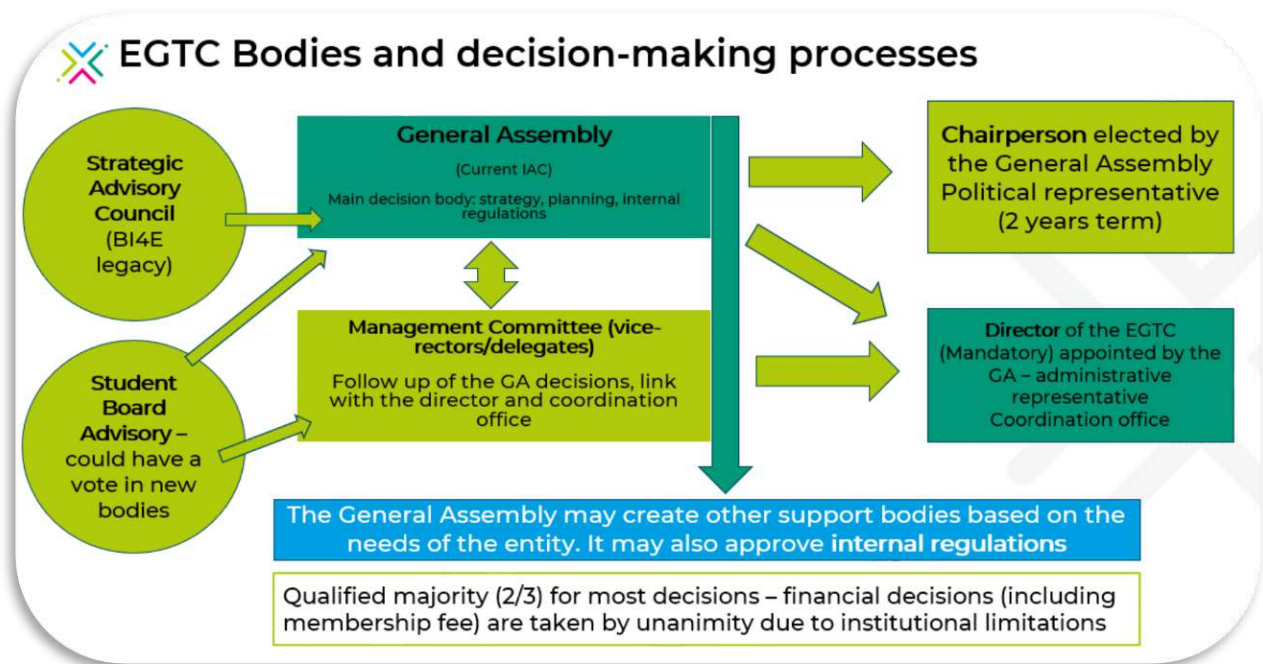 EGTC Bodies and decision-making processes
Strategic
Advisory
Council
(BI4E
legacy)
General Assembly
(Current IAC)
Main decision body: strategy, planning, internal
regulations
Chairperson elected by
the General Assembly
Political representative
(2 years term)
Student
Board
Advisory –
could have a
vote in new
bodies
Management Committee (vice-
rectors/delegates)
Follow up of the GA decisions, link
with the director and coordination
office
Director of the EGTC
(Mandatory) appointed by the
GA – administrative
representative
Coordination office
The General Assembly may create other support bodies based on the
needs of the entity. It may also approve internal regulations
Qualified majority (2/3) for most decisions – financial decisions (including
membership fee) are taken by unanimity due to institutional limitations